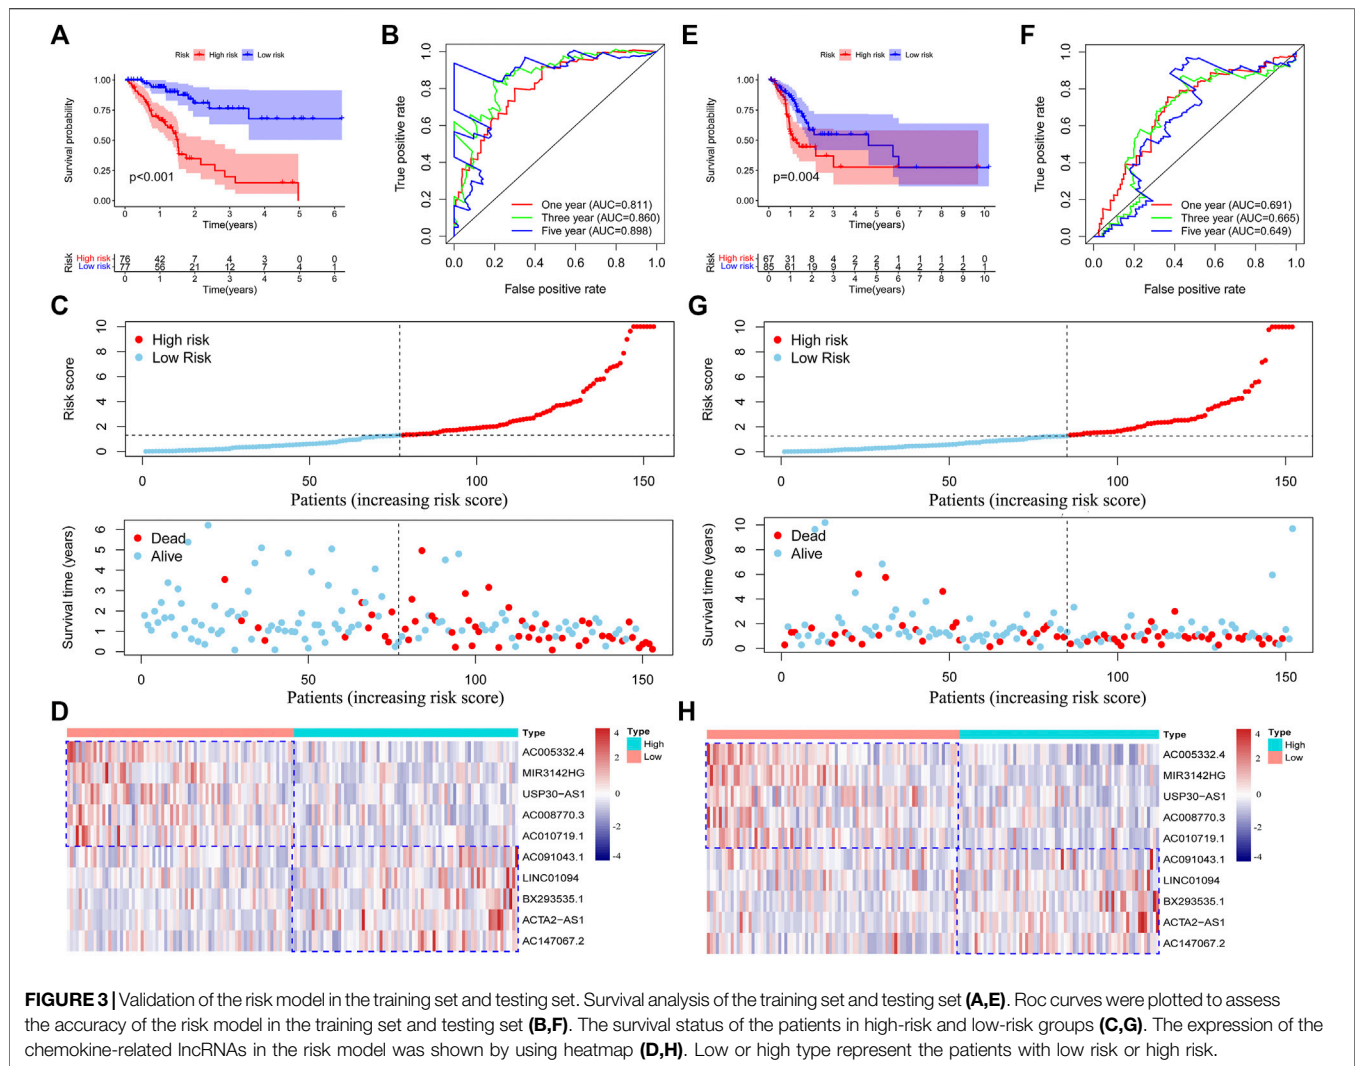 A
Risk High risk Low risk
Survival probability
1.00
0.75
0.50
0.25
0.00
p<0.001
0 1 2 3 4 5 6
Time(years)
Risk
High risk 76 42 7 4 3 0 0
Low risk 77 56 21 12 7 4 1
0 1 2 3 4 5 6
Time(years)
B
True positive rate
1.0
0.8
0.6
0.4
0.2
0.0
One year (AUC=0.811)
Three year (AUC=0.860)
Five year (AUC=0.898)
0.0 0.2 0.4 0.6 0.8 1.0
False positive rate
E
Risk High risk Low risk
Survival probability
1.00
0.75
0.50
0.25
0.00
p=0.004
0 1 2 3 4 5 6 7 8 9 10
Time(years)
Risk
High risk 67 31 8 4 2 2 1 1 1 1 0
Low risk 85 61 19 9 7 5 4 2 2 2 1
0 1 2 3 4 5 6 7 8 9 10
Time(years)
F
True positive rate
1.0
0.8
0.6
0.4
0.2
0.0
One year (AUC=0.691)
Three year (AUC=0.665)
Five year (AUC=0.649)
0.0 0.2 0.4 0.6 0.8 1.0
False positive rate
C
Risk score
10
8
6
4
2
0
High risk
Low Risk
0 50 100 150
Patients (increasing risk score)
Survival time (years)
6
5
4
3
2
1
0
Dead
Alive
0 50 100 150
Patients (increasing risk score)
G
Risk score
10
8
6
4
2
0
High risk
Low Risk
0 50 100 150
Patients (increasing risk score)
Survival time (years)
10
8
6
4
2
0
Dead
Alive
0 50 100 150
Patients (increasing risk score)
D
Type
AC005332.4
MIR3142HG
USP30-AS1
AC008770.3
AC010719.1
AC091043.1
LINC01094
BX293535.1
ACTA2-AS1
AC147067.2
4
2
0
-2
-4
Type
High
Low
H
Type
AC005332.4
MIR3142HG
USP30-AS1
AC008770.3
AC010719.1
AC091043.1
LINC01094
BX293535.1
ACTA2-AS1
AC147067.2
4
2
0
-2
-4
Type
High
Low
FIGURE 3 | Validation of the risk model in the training set and testing set. Survival analysis of the training set and testing set (A,E). Roc curves were plotted to assess
the accuracy of the risk model in the training set and testing set (B,F). The survival status of the patients in high-risk and low-risk groups (C,G). The expression of the
chemokine-related lncRNAs in the risk model was shown by using heatmap (D,H). Low or high type represent the patients with low risk or high risk.